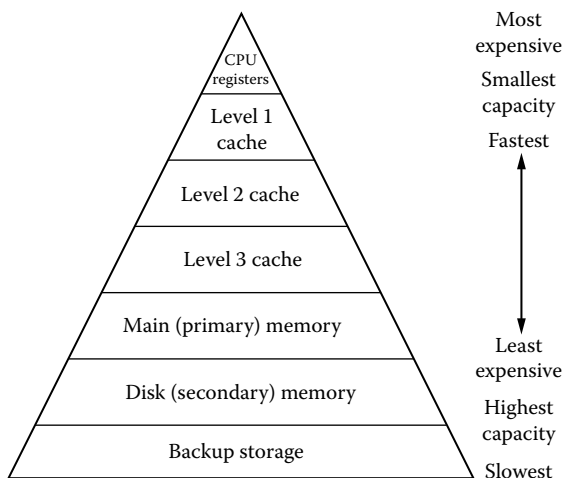 CPU
registers
Level 1
cache
Level 2 cache
Level 3 cache
Main (primary) memory
Disk (secondary) memory
Backup storage
Most
expensive
Smallest
capacity
Fastest
Least
expensive
Highest
capacity
Slowest